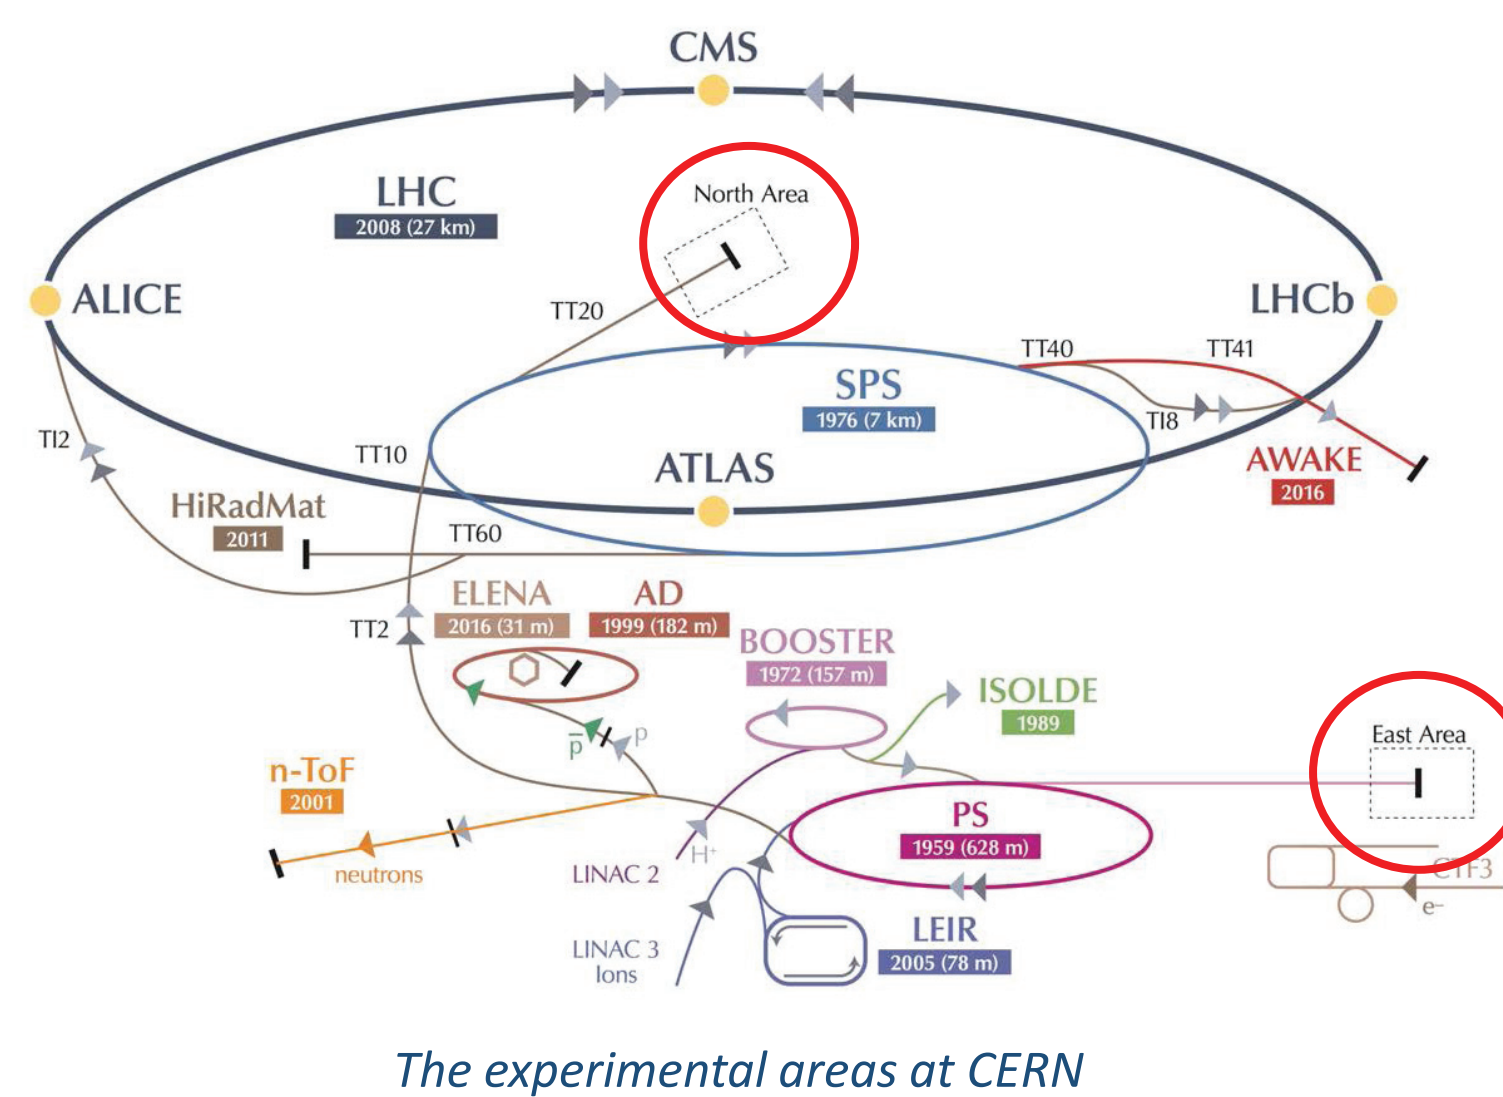 CMS
LHC
2008 (27 km)
North Area
ALICE
LHCb
TT20
TT40
TT41
SPS
1976 (7 km)
TI8
TI2
TT10
ATLAS
AWAKE
2016
HiRadMat
2011
TT60
ELENA
2016 (31 m)
AD
1999 (182 m)
TT2
BOOSTER
1972 (157 m)
ISOLDE
1989
p
p̅
East Area
n-ToF
2001
PS
1959 (628 m)
neutrons
H⁺
LINAC 2
CTF3
e⁻
LEIR
2005 (78 m)
LINAC 3
Ions
The experimental areas at CERN